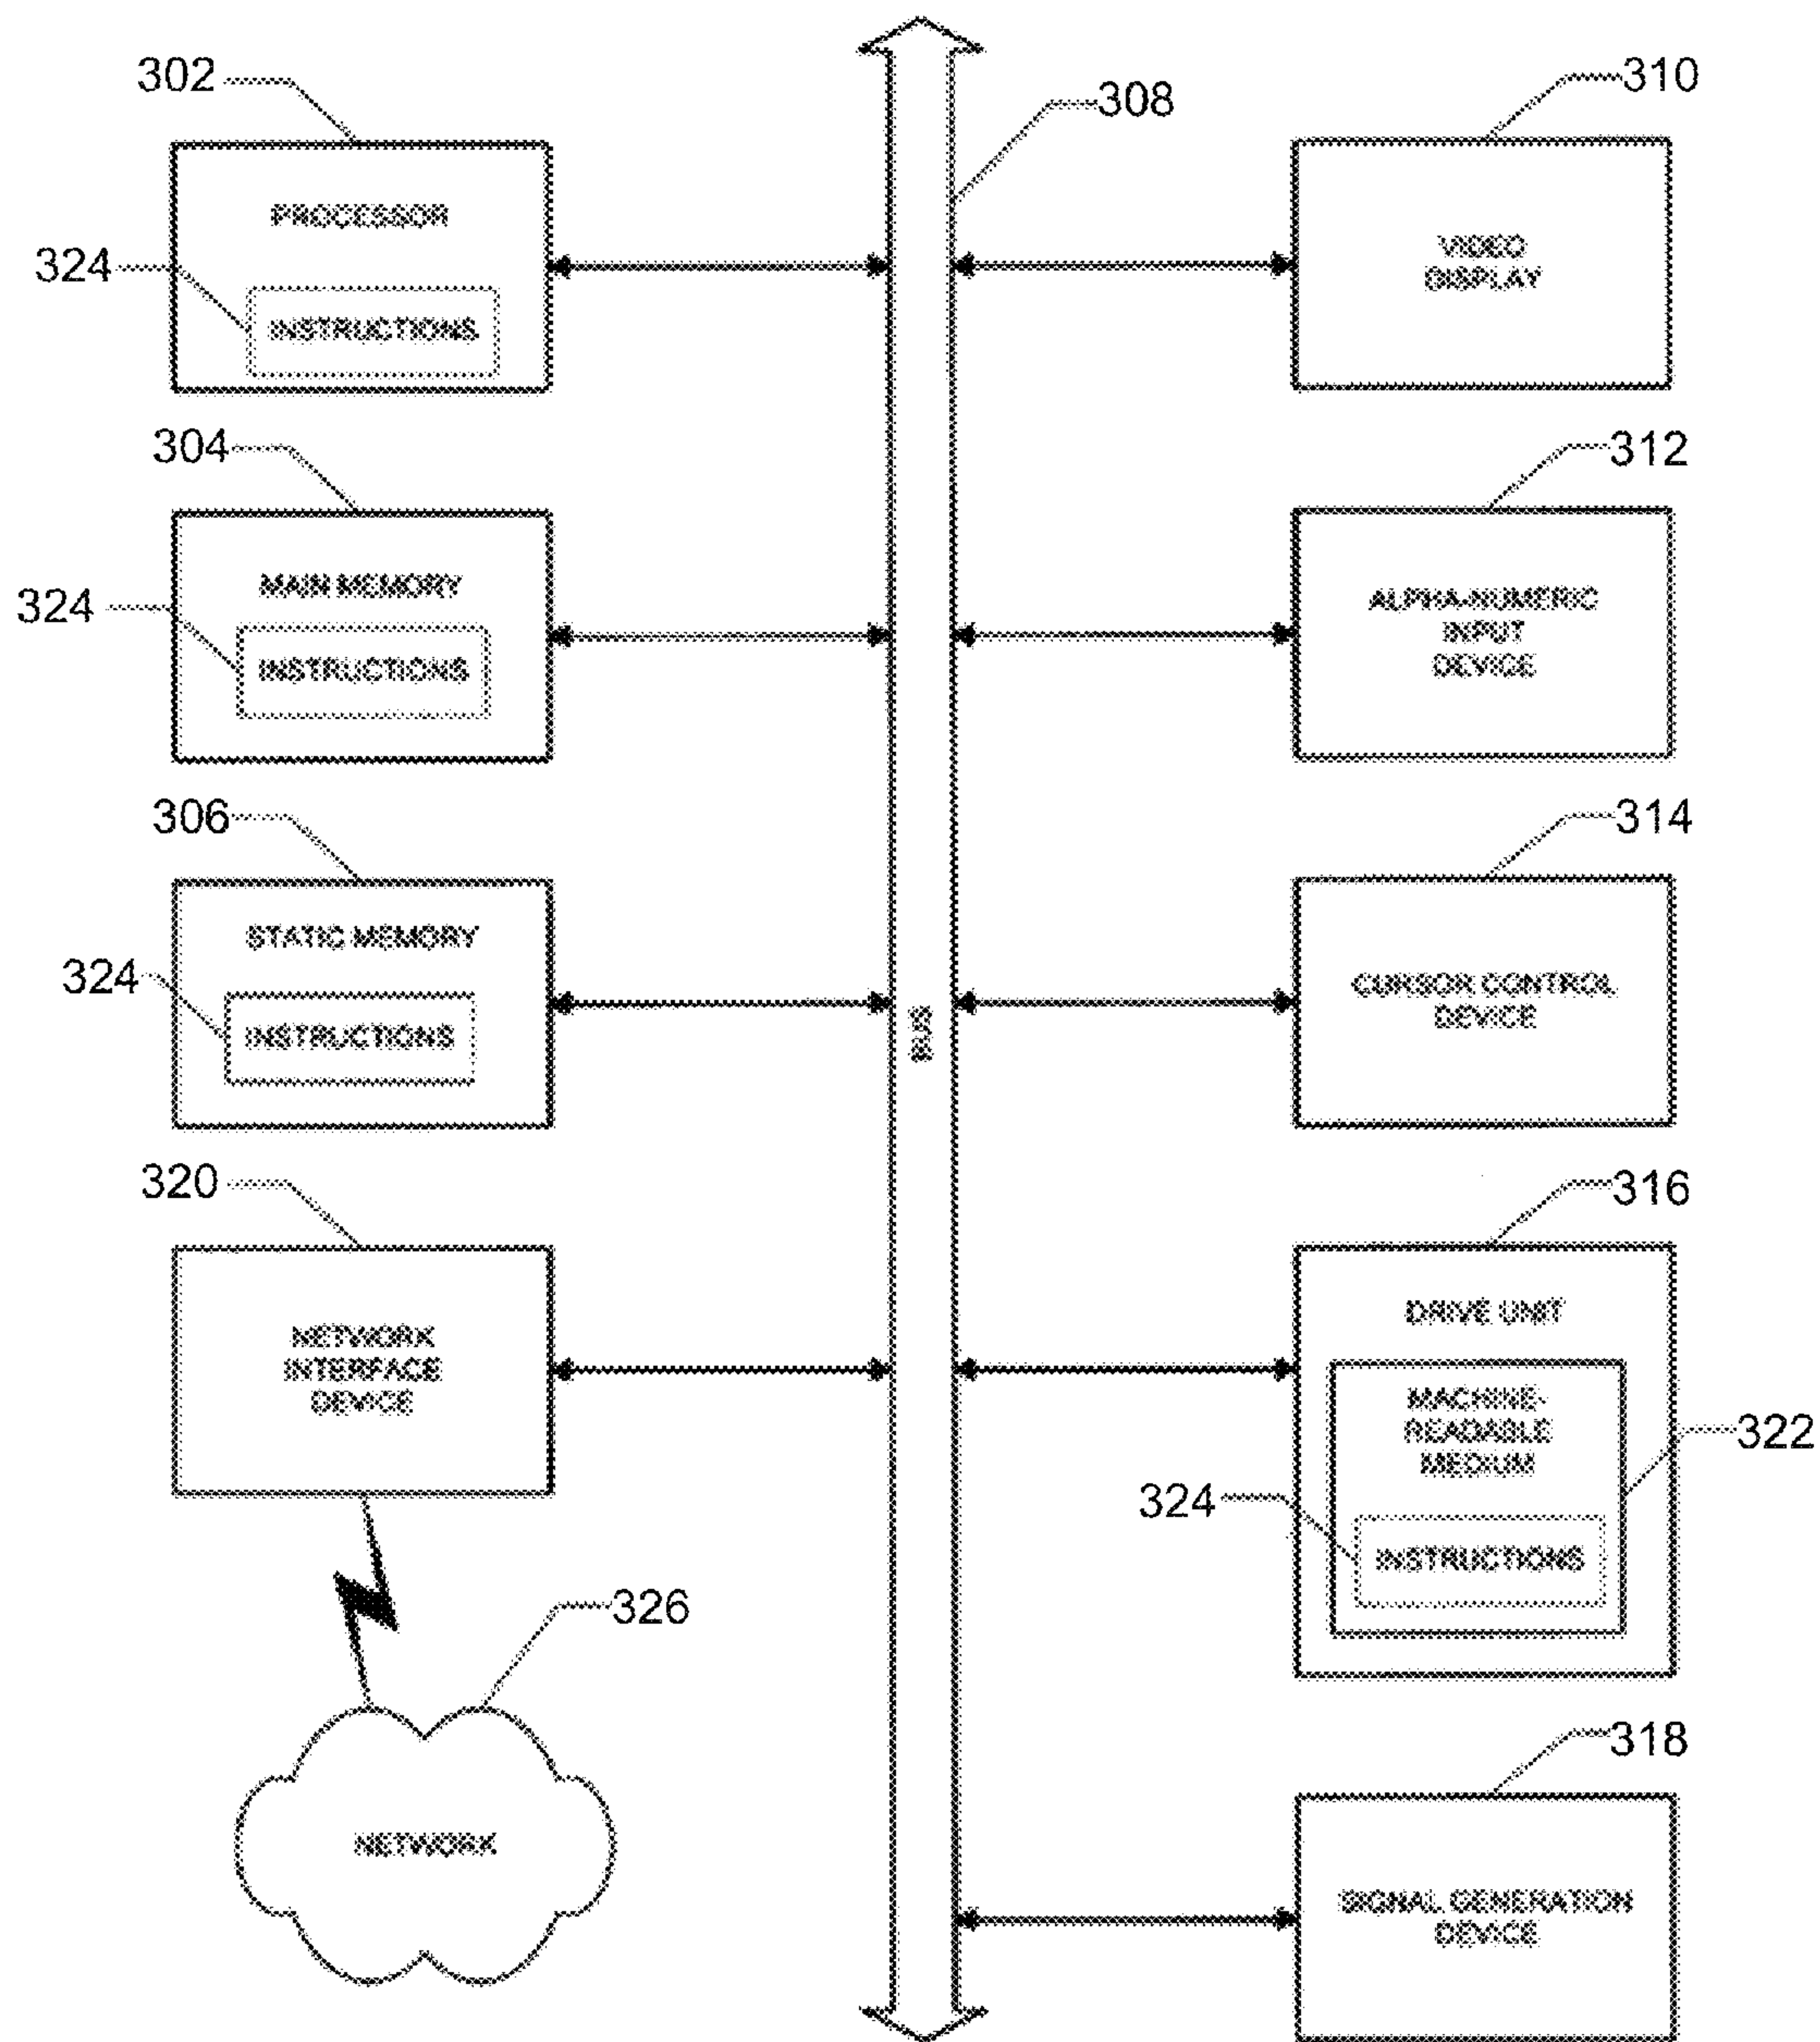 302
308
310
PROCESSOR
324
INSTRUCTIONS
VIDEO
DISPLAY
304
312
MAIN MEMORY
324
INSTRUCTIONS
ALPHA-NUMERIC
INPUT
DEVICE
306
314
STATIC MEMORY
324
INSTRUCTIONS
BUS
CURSOR CONTROL
DEVICE
320
316
NETWORK
INTERFACE
DEVICE
DRIVE UNIT
MACHINE-
READABLE
MEDIUM
322
324
INSTRUCTIONS
326
NETWORK
318
SIGNAL GENERATION
DEVICE